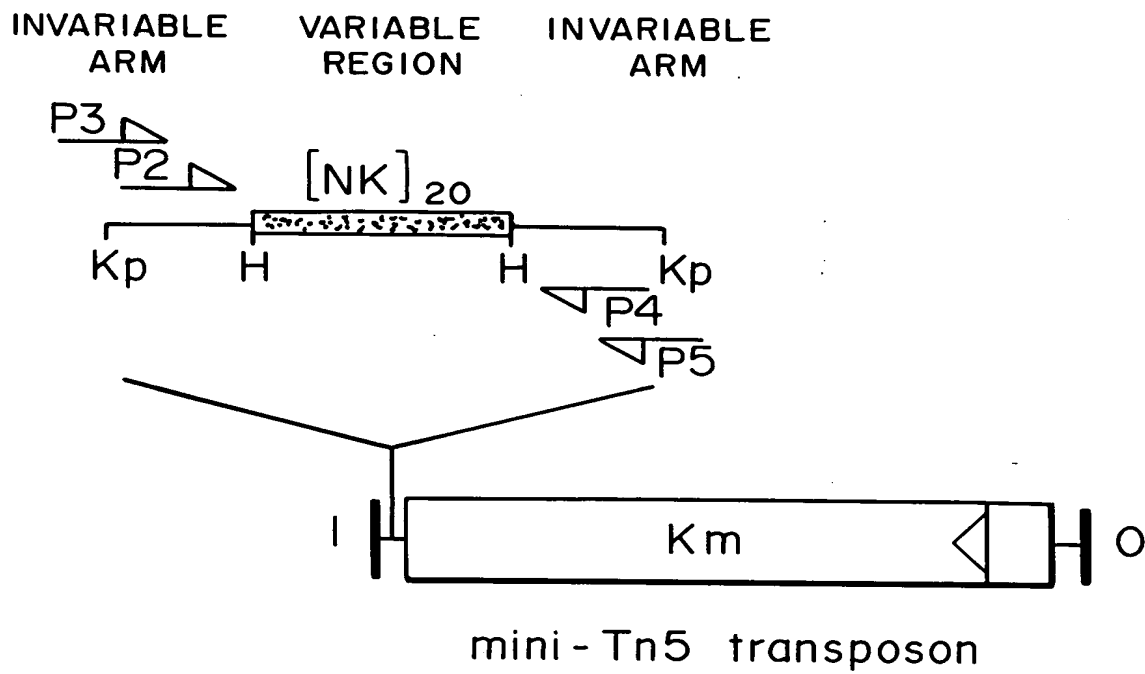 INVARIABLE ARM
VARIABLE REGION
INVARIABLE ARM
P3
P2
[NK]20
Kp
H
H
Kp
P4
P5
I
Km
O
mini-Tn5 transposon